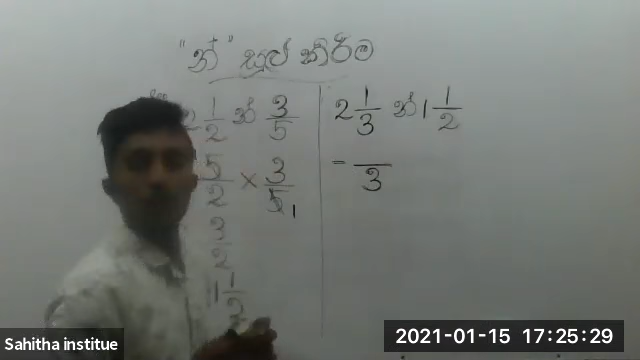 "න්" සුළු කිරීම
2 1/2 න් 3/5
5/2 × 3/5 1
3/2
1 1/2
2 1/3 න් 1 1/2
= /3
Sahitha institue
2021-01-15 17:25:29